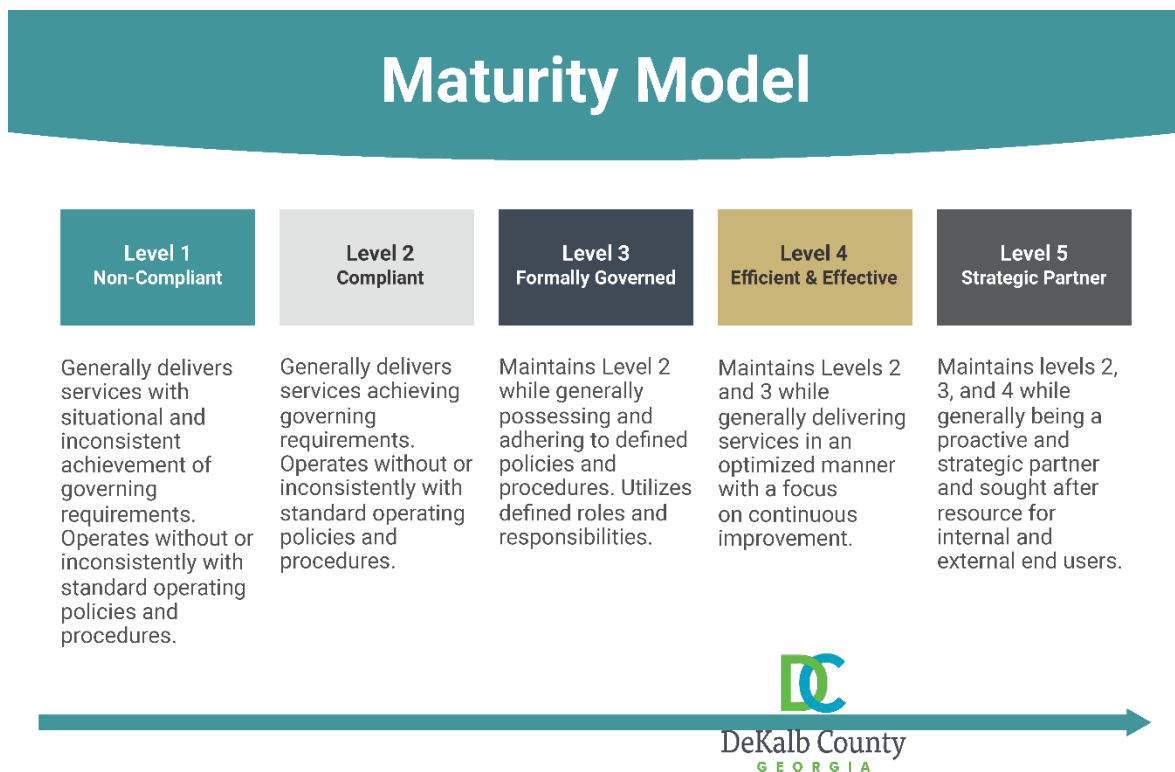 Maturity Model
Level 1
Non-Compliant
Generally delivers
services with
situational and
inconsistent
achievement of
governing
requirements.
Operates without or
inconsistently with
standard operating
policies and
procedures.
Level 2
Compliant
Generally delivers
services achieving
governing
requirements.
Operates without or
inconsistently with
standard operating
policies and
procedures.
Level 3
Formally Governed
Maintains Level 2
while generally
possessing and
adhering to defined
policies and
procedures. Utilizes
defined roles and
responsibilities.
Level 4
Efficient & Effective
Maintains Levels 2
and 3 while
generally delivering
services in an
optimized manner
with a focus
on continuous
improvement.
Level 5
Strategic Partner
Maintains levels 2,
3, and 4 while
generally being a
proactive and
strategic partner
and sought after
resource for
internal and
external end users.
DC
DeKalb County
GEORGIA